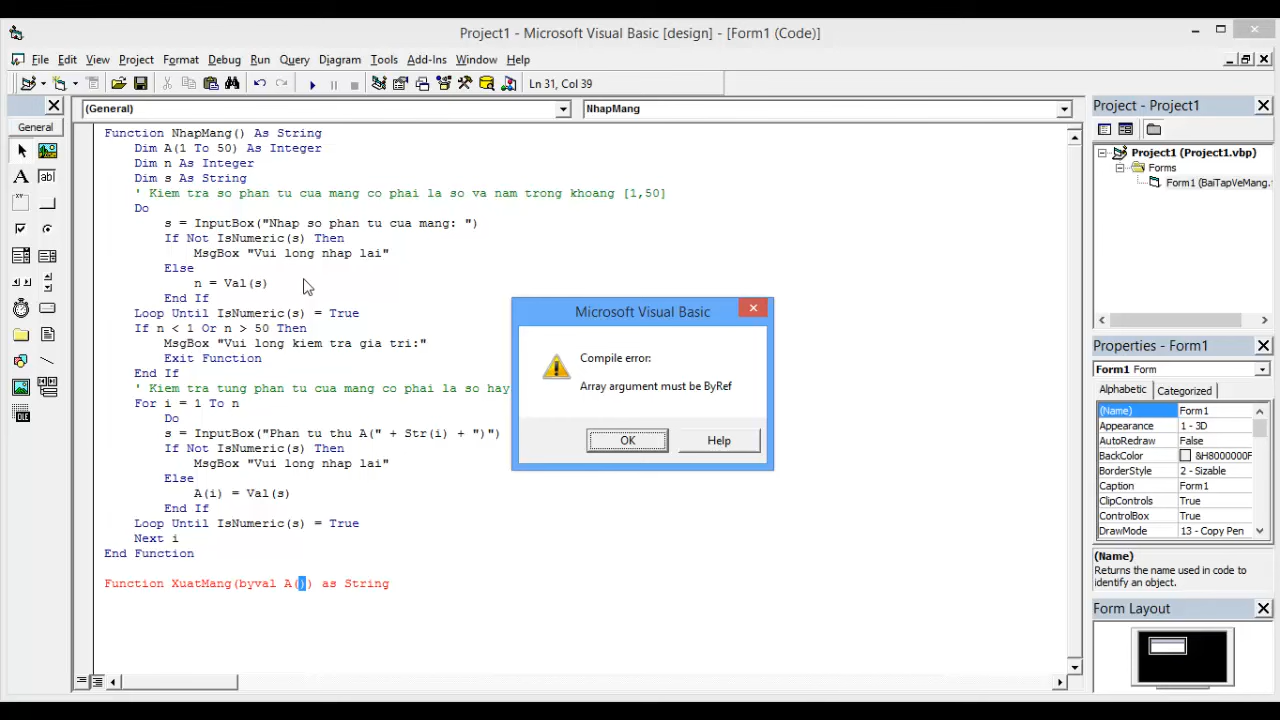 Project1 - Microsoft Visual Basic [design] - [Form1 (Code)]
File Edit View Project Format Debug Run Query Diagram Tools Add-Ins Window Help
Ln 31, Col 39
General
(General)
NhapMang
Function NhapMang() As String
Dim A(1 To 50) As Integer
Dim n As Integer
Dim s As String
' Kiem tra so phan tu cua mang co phai la so va nam trong khoang [1,50]
Do
s = InputBox("Nhap so phan tu cua mang: ")
If Not IsNumeric(s) Then
MsgBox "Vui long nhap lai"
Else
n = Val(s)
End If
Loop Until IsNumeric(s) = True
If n < 1 Or n > 50 Then
MsgBox "Vui long kiem tra gia tri:"
Exit Function
End If
' Kiem tra tung phan tu cua mang co phai la so hay
For i = 1 To n
Do
s = InputBox("Phan tu thu A(" + Str(i) + ")")
If Not IsNumeric(s) Then
MsgBox "Vui long nhap lai"
Else
A(i) = Val(s)
End If
Loop Until IsNumeric(s) = True
Next i
End Function
Function XuatMang(byval A()) as String
Microsoft Visual Basic
Compile error:
Array argument must be ByRef
OK
Help
Project - Project1
Project1 (Project1.vbp)
Forms
Form1 (BaiTapVeMang.
Properties - Form1
Form1 Form
Alphabetic Categorized
(Name) Form1
Appearance 1 - 3D
AutoRedraw False
BackColor &H8000000F
BorderStyle 2 - Sizable
Caption Form1
ClipControls True
ControlBox True
DrawMode 13 - Copy Pen
(Name)
Returns the name used in code to
identify an object.
Form Layout